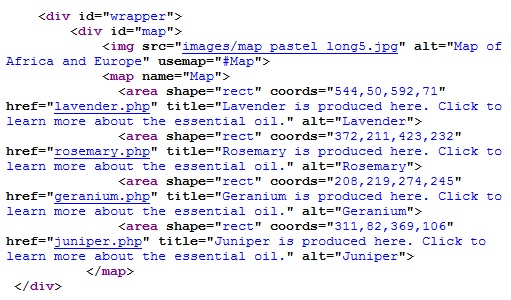 <div id="wrapper">
<div id="map">
<img src="images/map pastel long5.jpg" alt="Map of
Africa and Europe" usemap="#Map">
<map name="Map">
<area shape="rect" coords="544,50,592,71"
href="lavender.php" title="Lavender is produced here. Click to
learn more about the essential oil." alt="Lavender">
<area shape="rect" coords="372,211,423,232"
href="rosemary.php" title="Rosemary is produced here. Click to
learn more about the essential oil." alt="Rosemary">
<area shape="rect" coords="208,219,274,245"
href="geranium.php" title="Geranium is produced here. Click to
learn more about the essential oil." alt="Geranium">
<area shape="rect" coords="311,82,369,106"
href="juniper.php" title="Juniper is produced here. Click to
learn more about the essential oil." alt="Juniper">
</map>
</div>